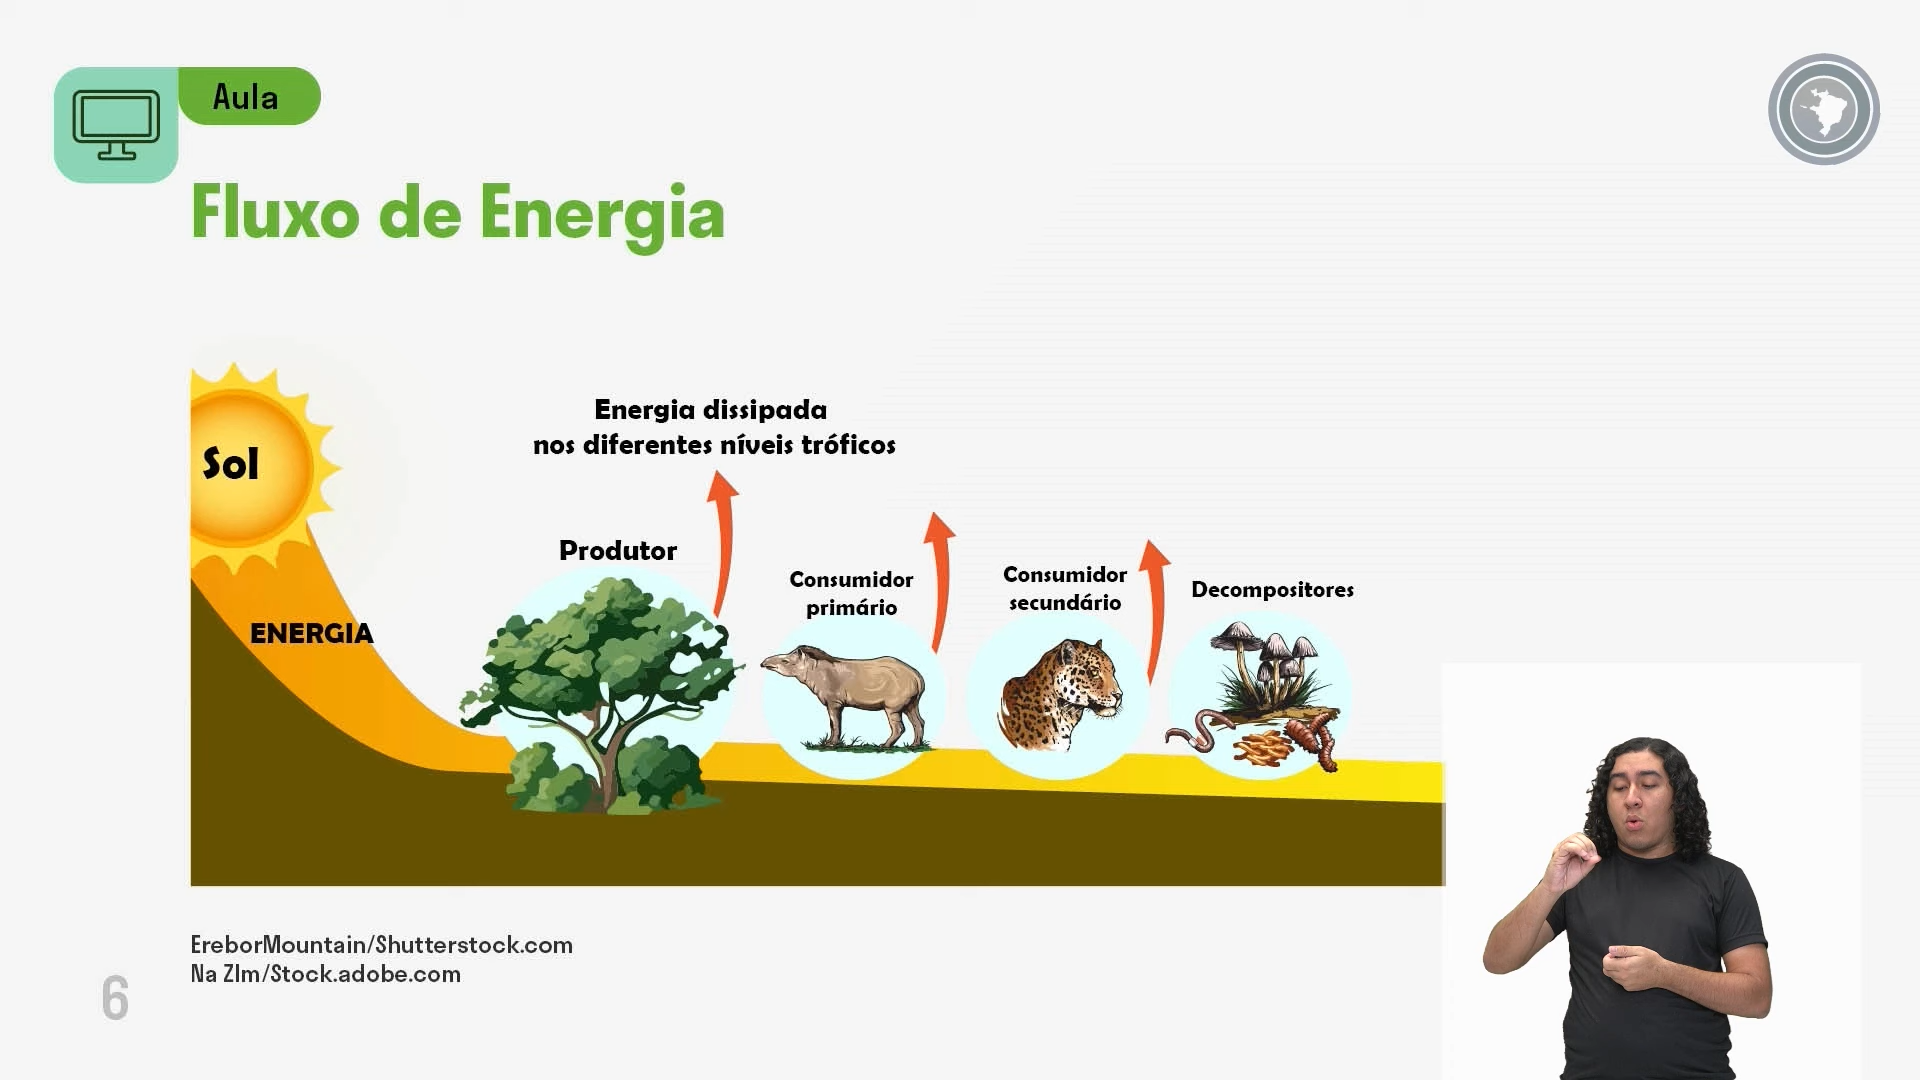 Aula
Fluxo de Energia
Sol
Energia dissipada
nos diferentes níveis tróficos
Produtor
Consumidor
primário
Consumidor
secundário
Decompositores
ENERGIA
EreborMountain/Shutterstock.com
Na Zlm/Stock.adobe.com
6